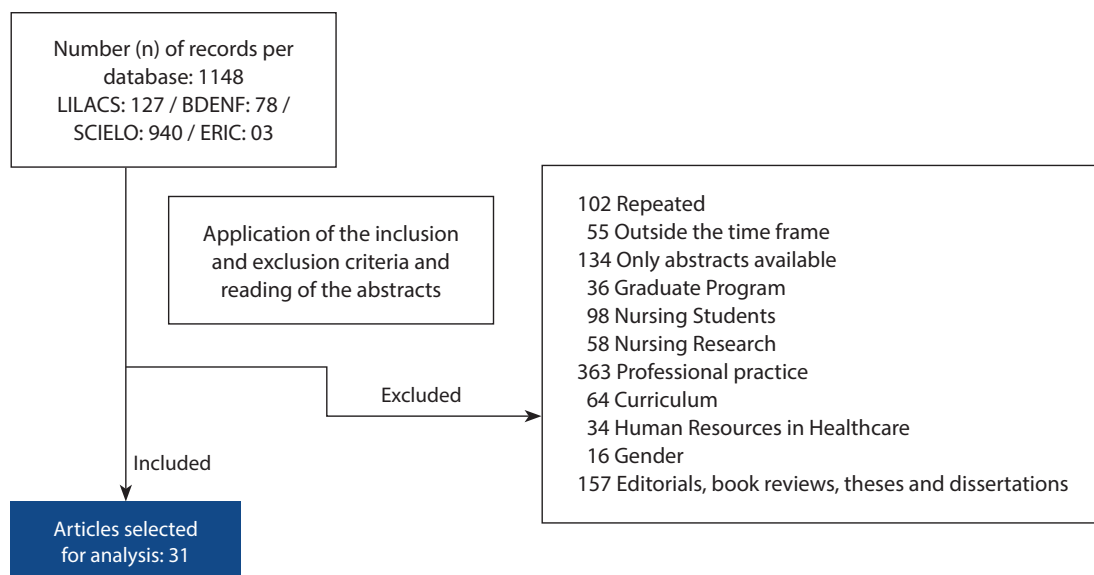 Number (n) of records per
database: 1148
LILACS: 127 / BDENF: 78 /
SCIELO: 940 / ERIC: 03
Application of the inclusion
and exclusion criteria and
reading of the abstracts
102 Repeated
55 Outside the time frame
134 Only abstracts available
36 Graduate Program
98 Nursing Students
58 Nursing Research
363 Professional practice
64 Curriculum
34 Human Resources in Healthcare
16 Gender
157 Editorials, book reviews, theses and dissertations
Excluded
Included
Articles selected
for analysis: 31